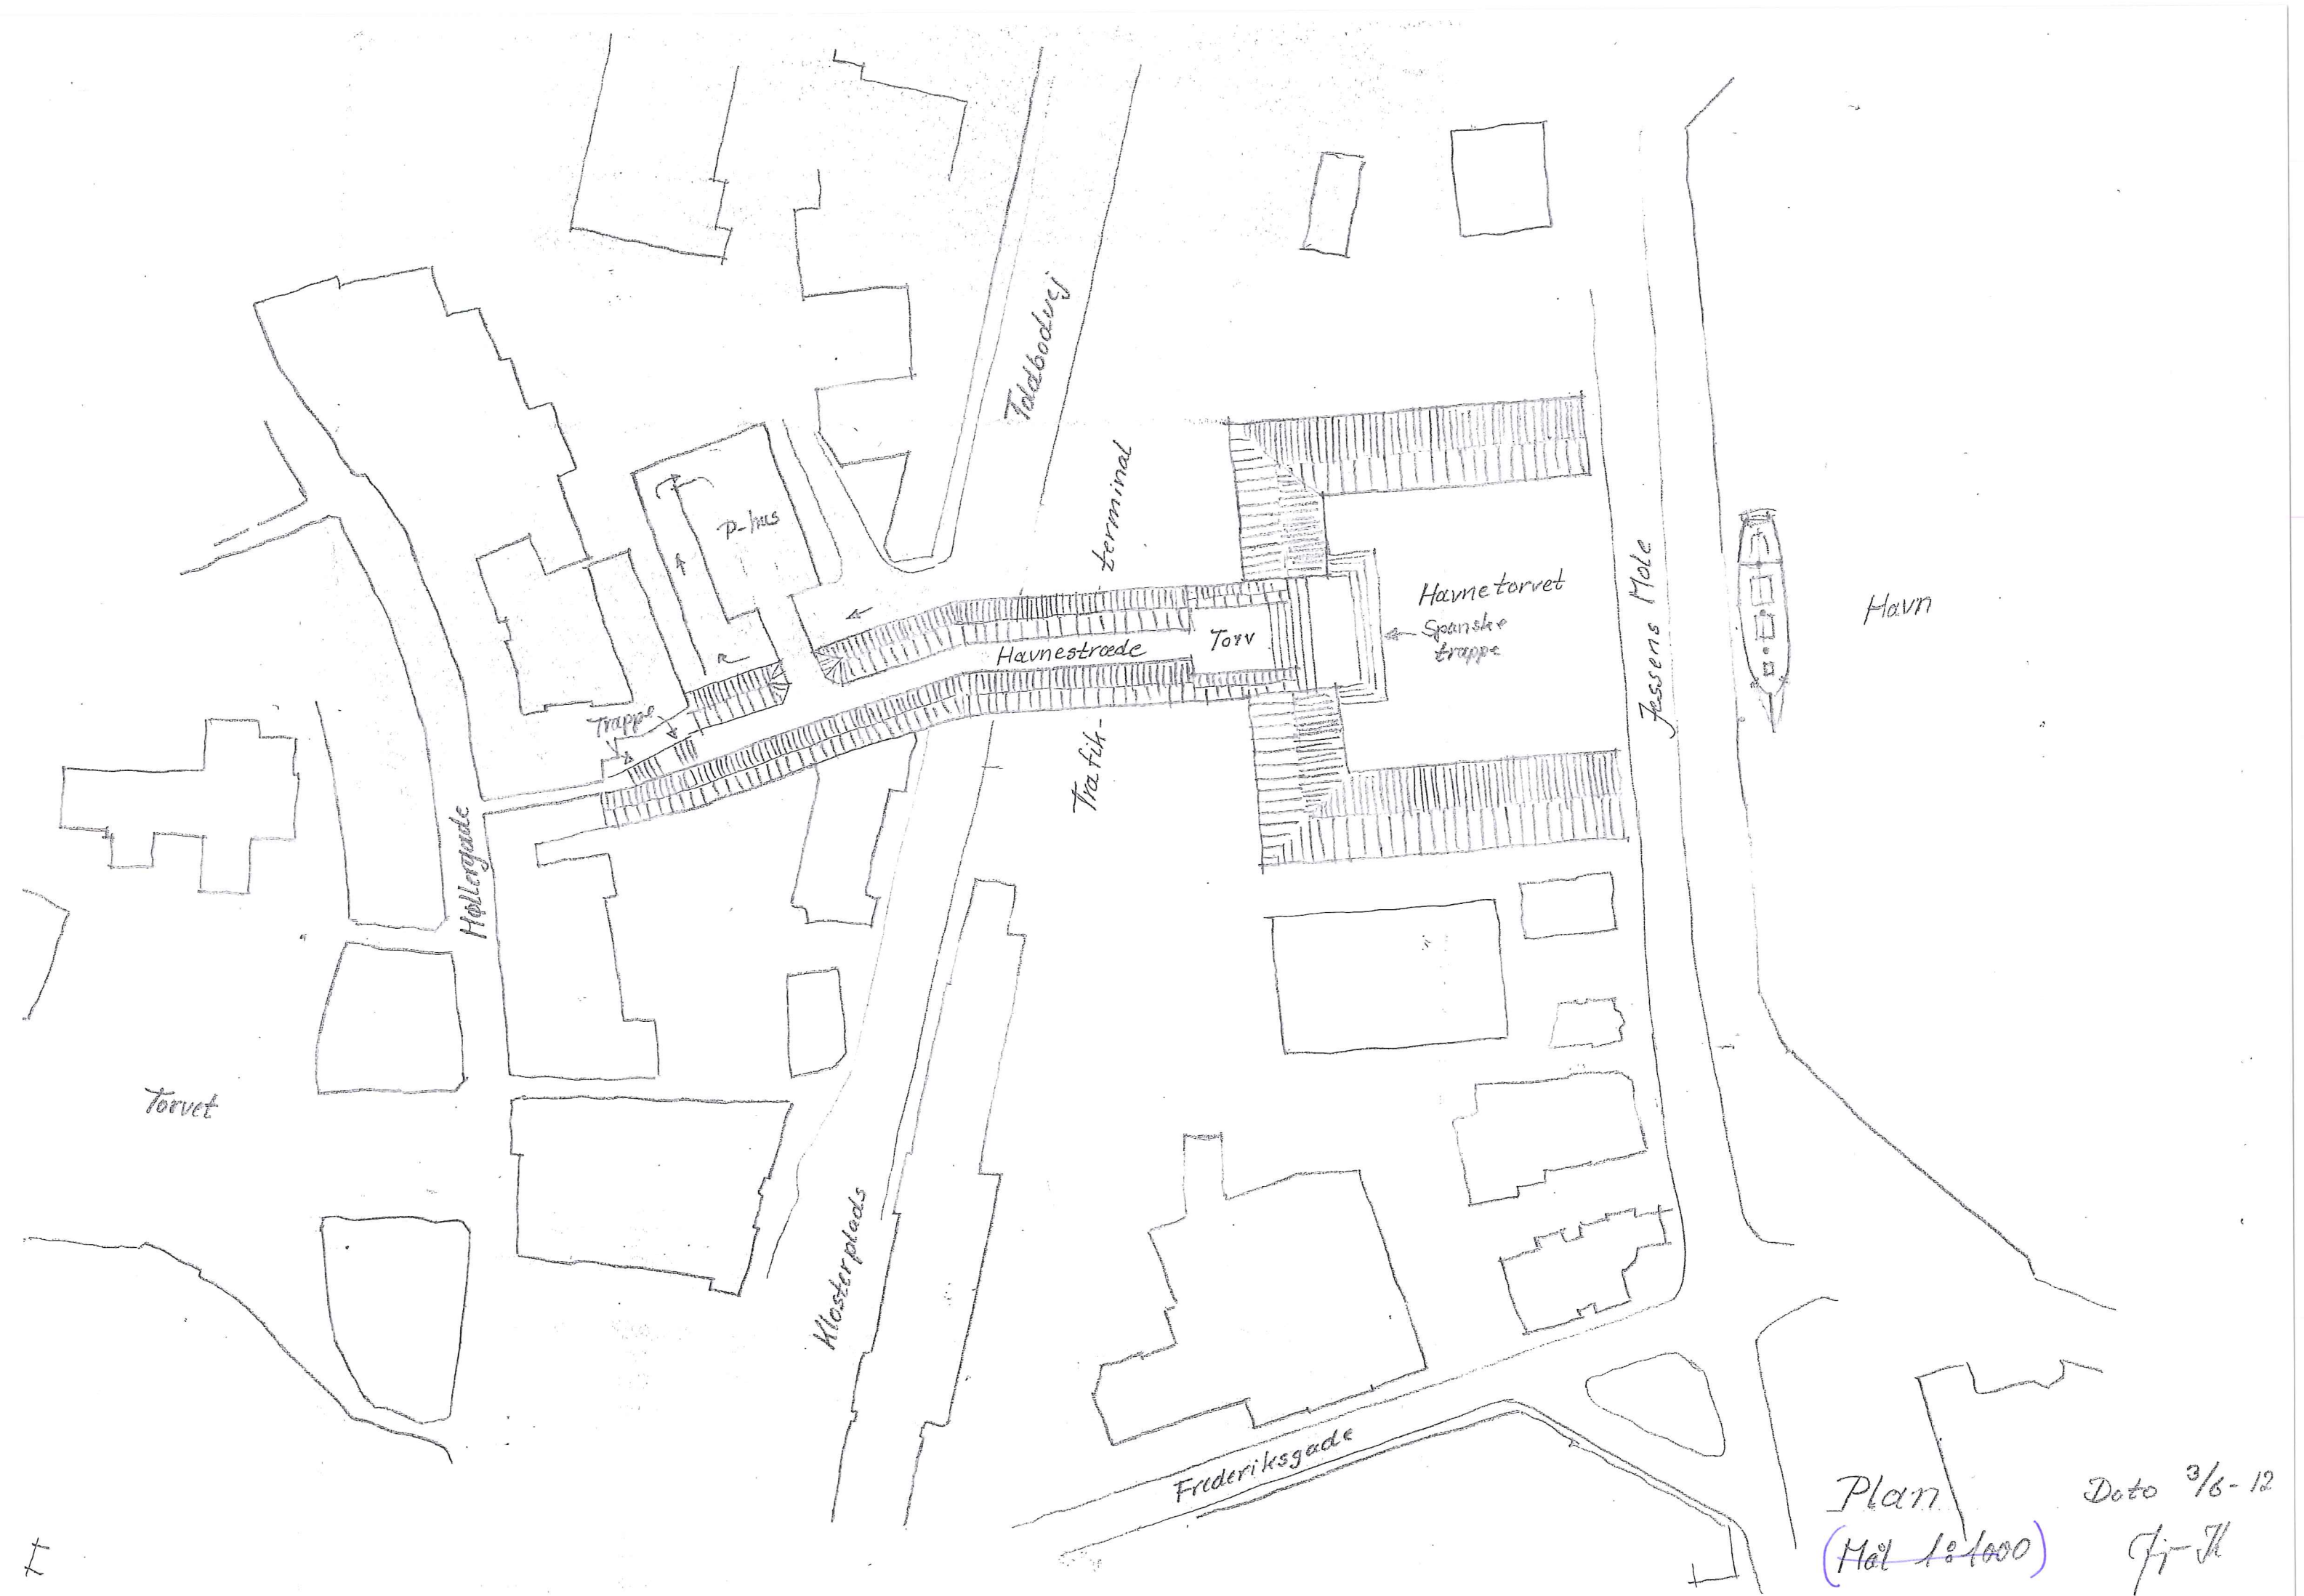 Toldbodvej
terminal
P-hus
Havnetorvet
Spanske
trappe
Jessens Mole
Havn
Havnestræde
Torv
Trappe
Trafik-
Møllergade
Torvet
Klosterplads
Frederiksgade
Plan
(Mål 1:1000)
Dato 3/6-12